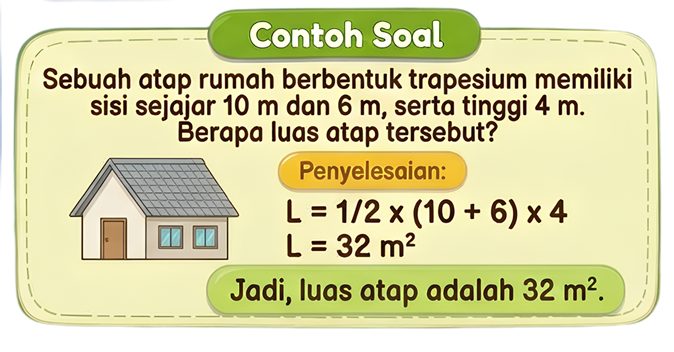 Contoh Soal
Sebuah atap rumah berbentuk trapesium memiliki
sisi sejajar 10 m dan 6 m, serta tinggi 4 m.
Berapa luas atap tersebut?
Penyelesaian:
L = 1/2 x (10 + 6) x 4
L = 32 m²
Jadi, luas atap adalah 32 m².